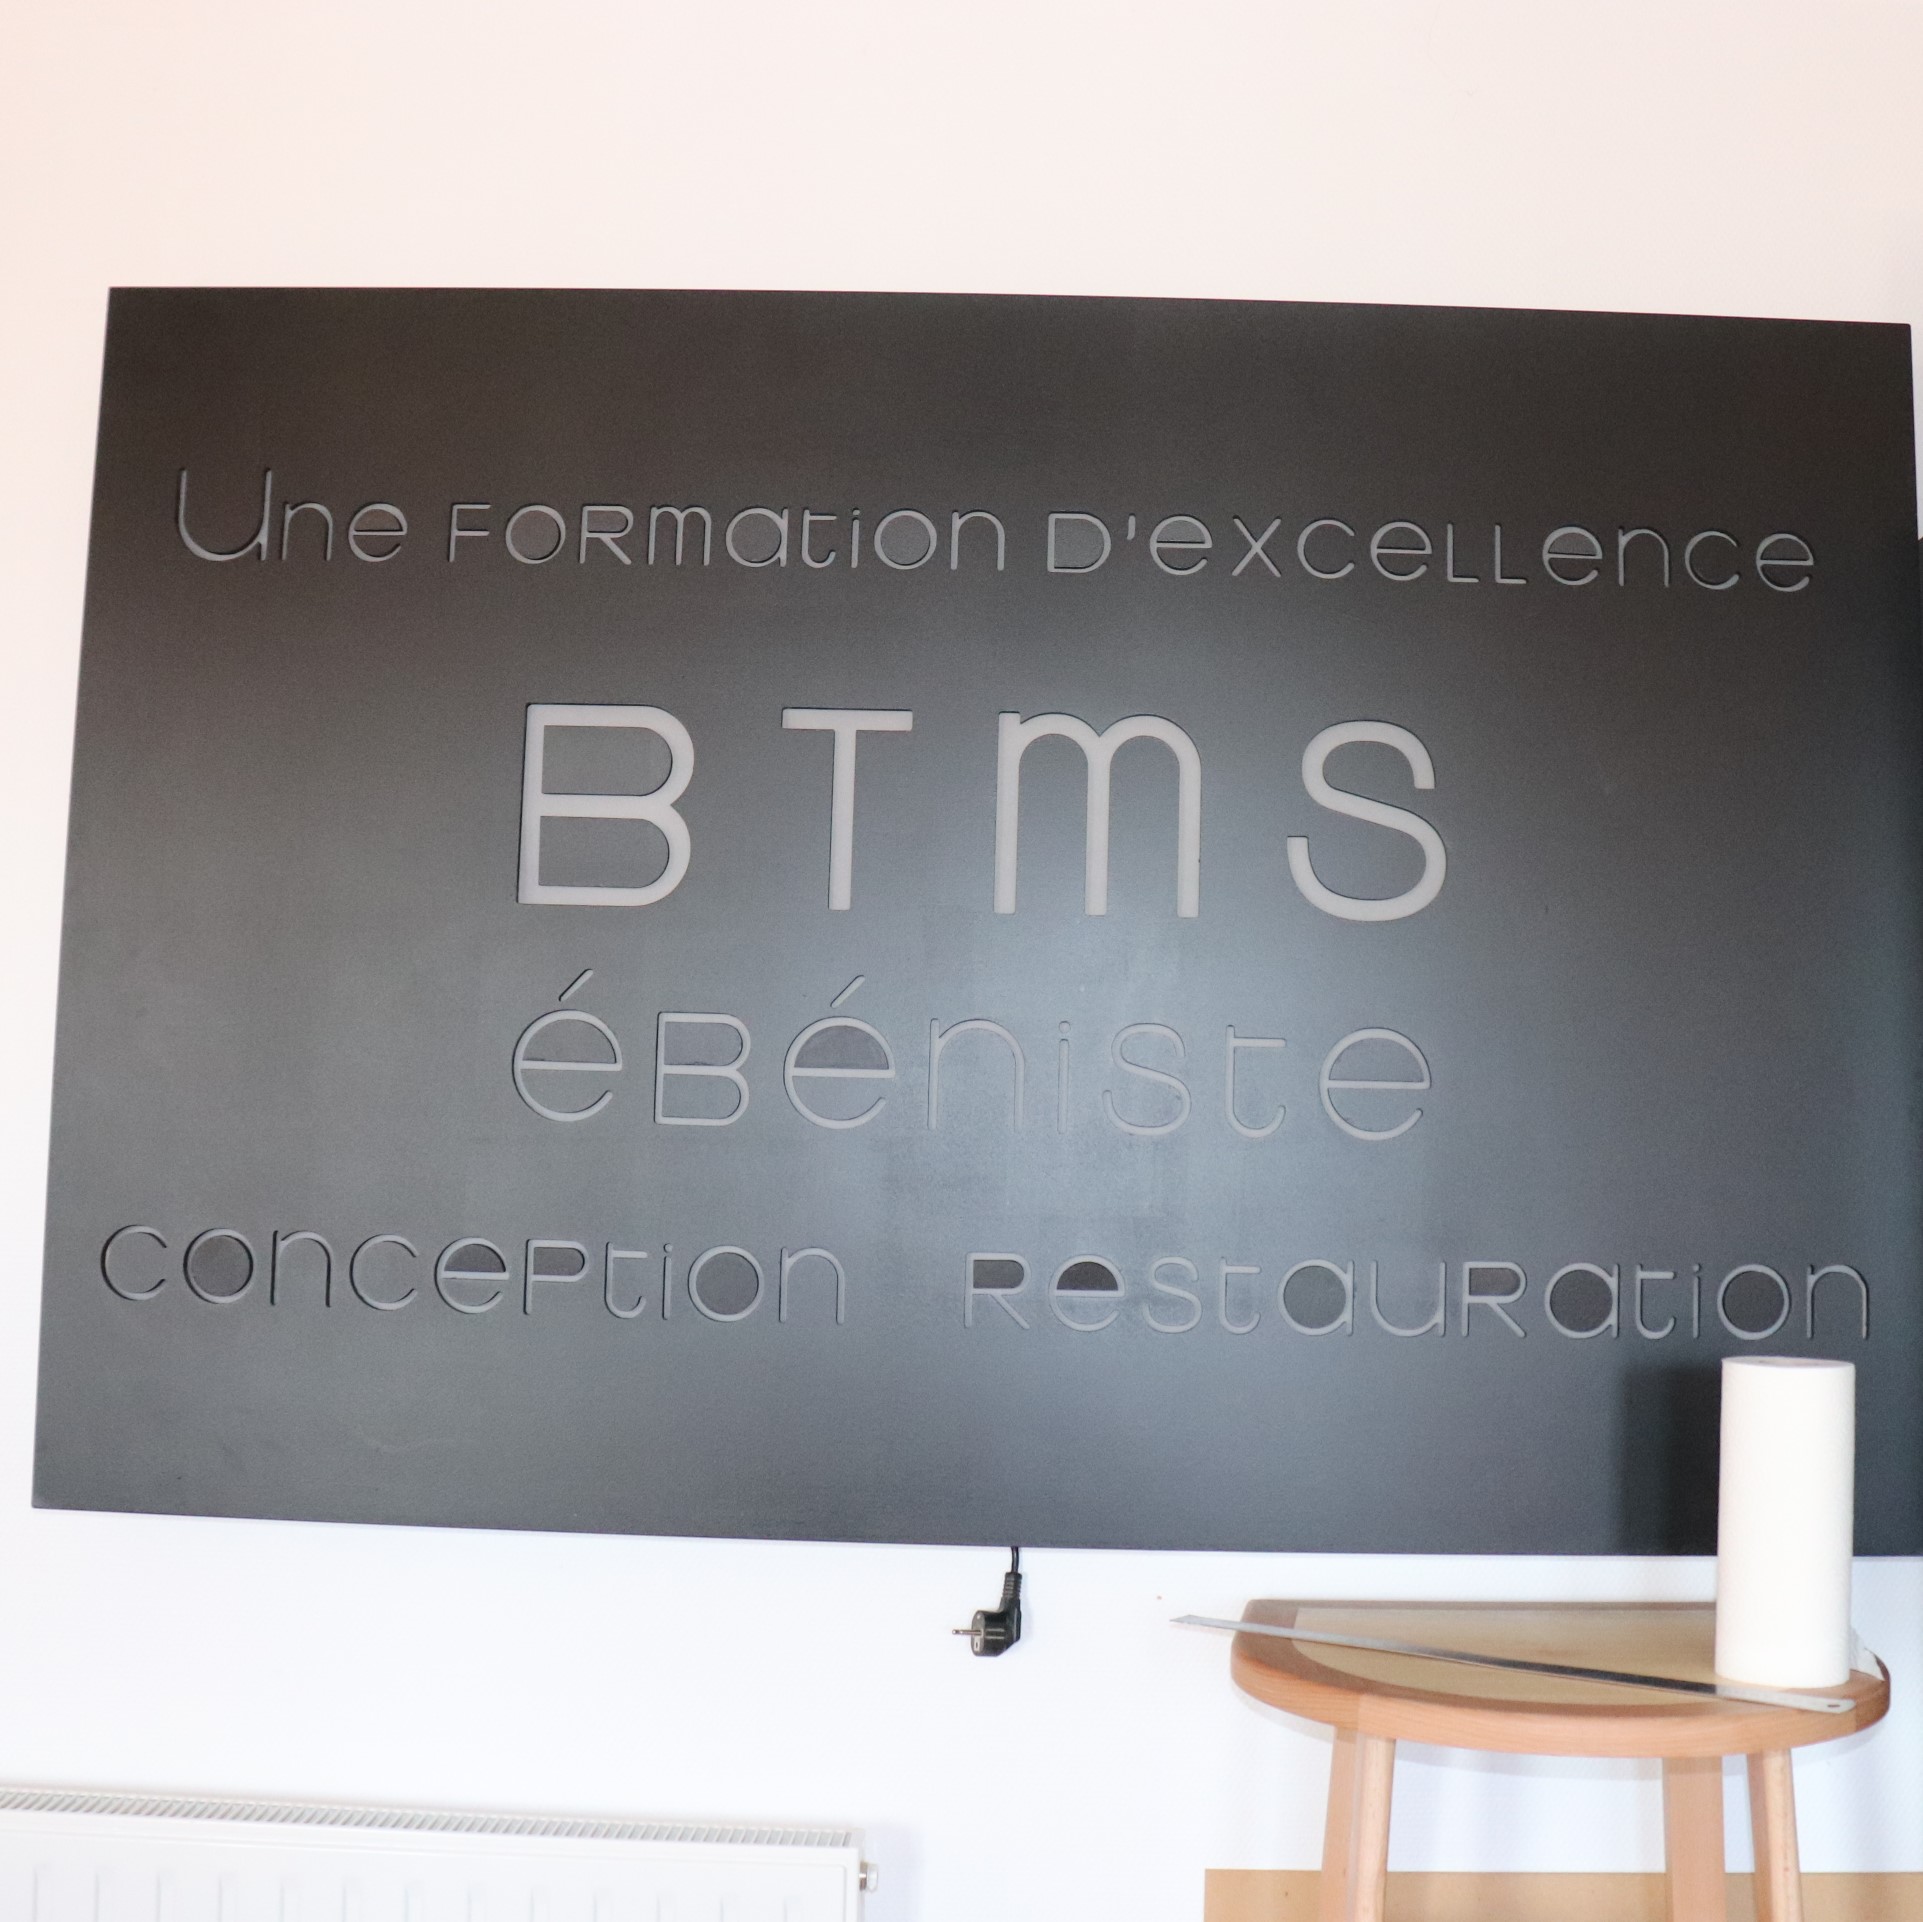 Une formation d'excellence
BTMS
ébéniste
conception restauration